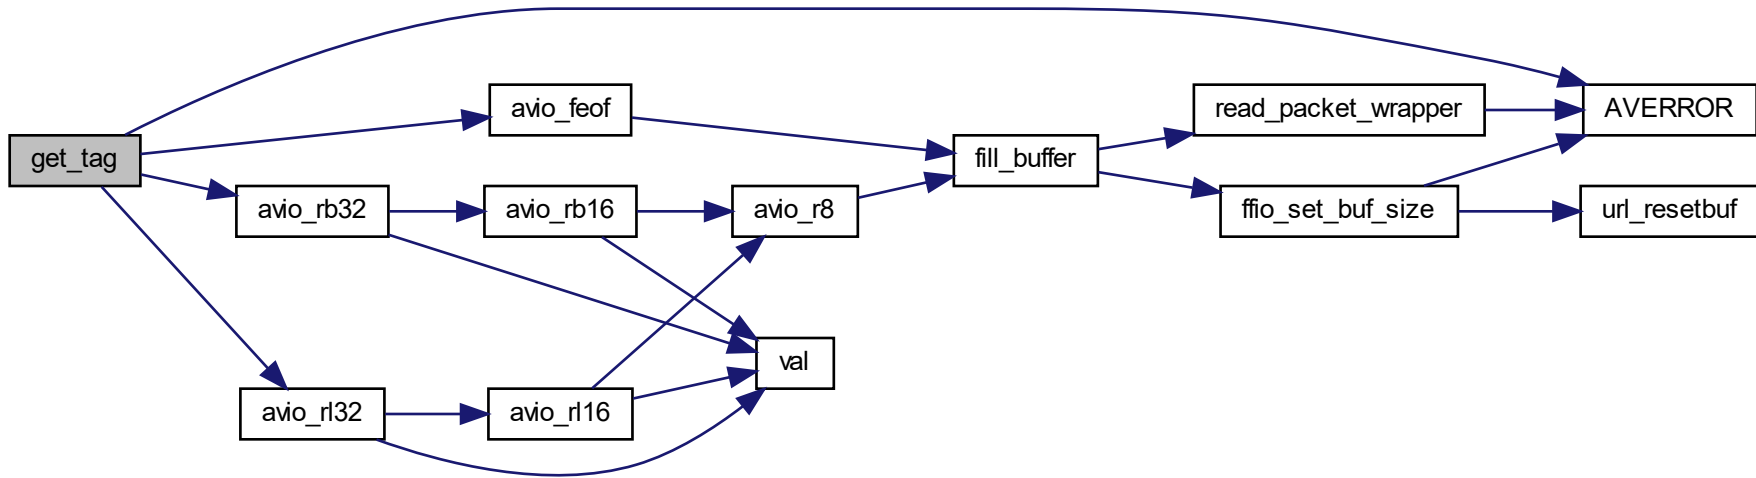 get_tag
avio_feof
avio_rb32
avio_rb16
avio_r8
avio_rl32
avio_rl16
val
fill_buffer
read_packet_wrapper
ffio_set_buf_size
AVERROR
url_resetbuf